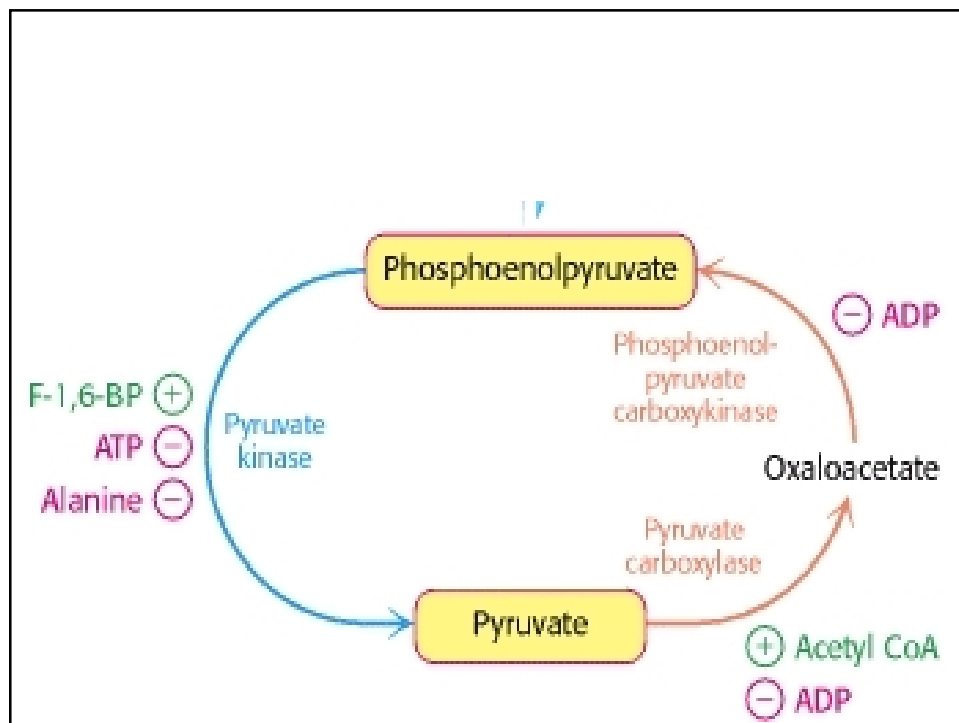 Phosphoenolpyruvate
⊖ ADP
Phosphoenol-
pyruvate
carboxykinase
F-1,6-BP ⊕
ATP ⊖
Alanine ⊖
Pyruvate
kinase
Oxaloacetate
Pyruvate
carboxylase
Pyruvate
⊕ Acetyl CoA
⊖ ADP